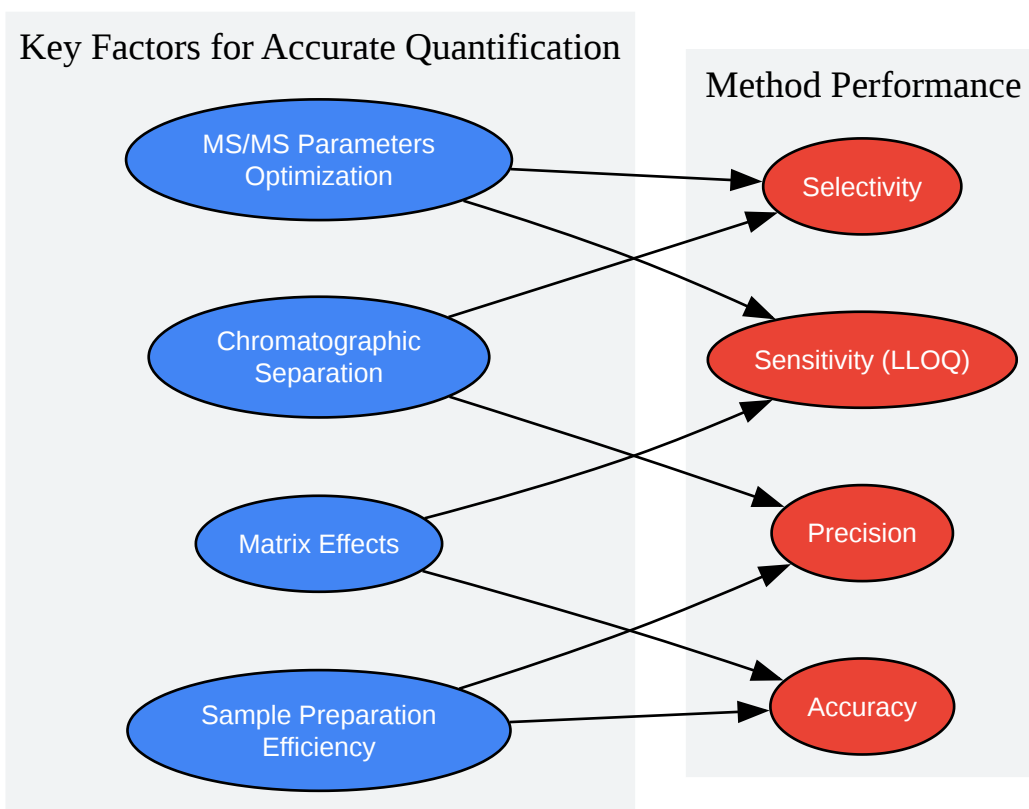 Key Factors for Accurate Quantification
MS/MS Parameters
Optimization
Chromatographic
Separation
Matrix Effects
Sample Preparation
Efficiency
Method Performance
Selectivity
Sensitivity (LLOQ)
Precision
Accuracy